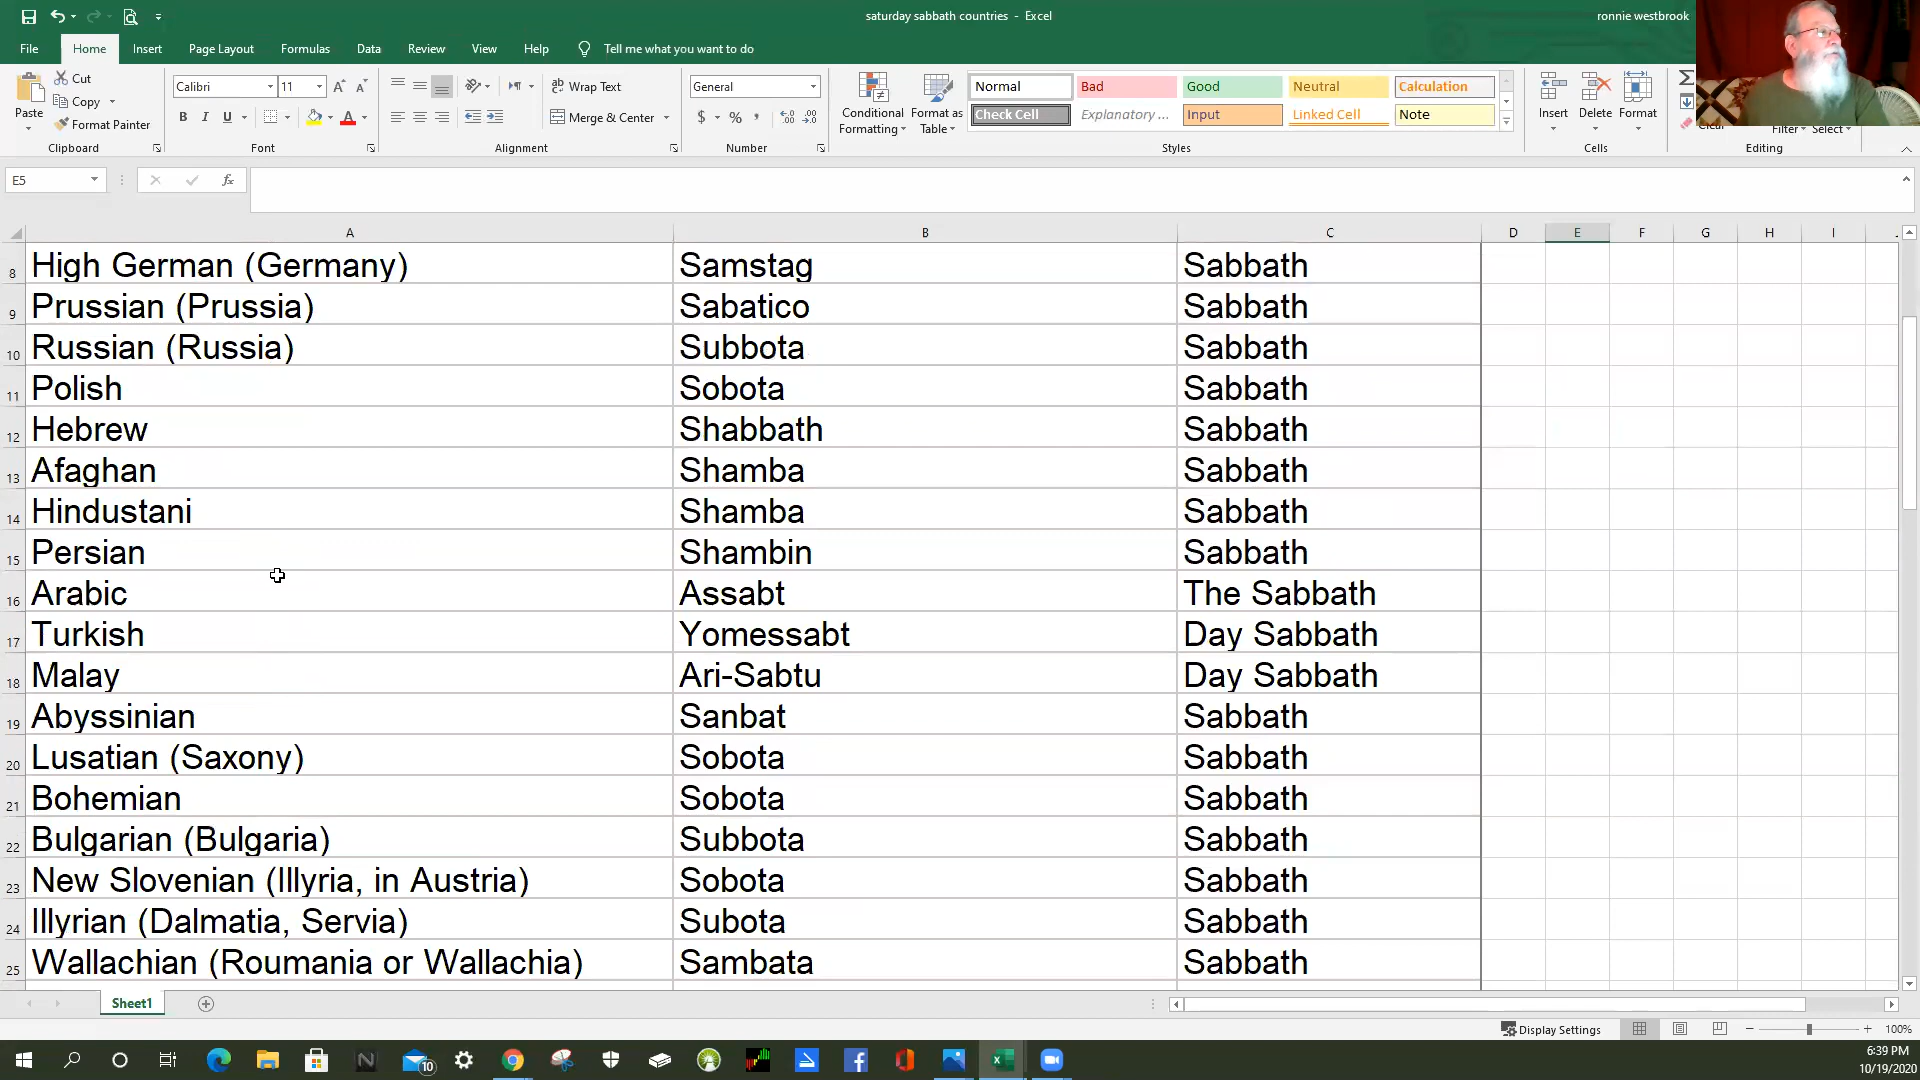 saturday sabbath countries - Excel
ronnie westbrook
File Home Insert Page Layout Formulas Data Review View Help Tell me what you want to do
Paste
Cut
Copy
Format Painter
Clipboard
Calibri 11
B I U
Font
Wrap Text
Merge & Center
Alignment
General
$ % ,
Number
Conditional Formatting
Format as Table
Normal Bad Good Neutral Calculation
Check Cell Explanatory ... Input Linked Cell Note
Styles
Insert Delete Format
Cells
Clear
Filter Select
Editing
E5
fx
A B C D E F G H I
8 High German (Germany) Samstag Sabbath
9 Prussian (Prussia) Sabatico Sabbath
10 Russian (Russia) Subbota Sabbath
11 Polish Sobota Sabbath
12 Hebrew Shabbath Sabbath
13 Afaghan Shamba Sabbath
14 Hindustani Shamba Sabbath
15 Persian Shambin Sabbath
16 Arabic Assabt The Sabbath
17 Turkish Yomessabt Day Sabbath
18 Malay Ari-Sabtu Day Sabbath
19 Abyssinian Sanbat Sabbath
20 Lusatian (Saxony) Sobota Sabbath
21 Bohemian Sobota Sabbath
22 Bulgarian (Bulgaria) Subbota Sabbath
23 New Slovenian (Illyria, in Austria) Sobota Sabbath
24 Illyrian (Dalmatia, Servia) Subota Sabbath
25 Wallachian (Roumania or Wallachia) Sambata Sabbath
Sheet1
Display Settings
100%
10
6:39 PM
10/19/2020